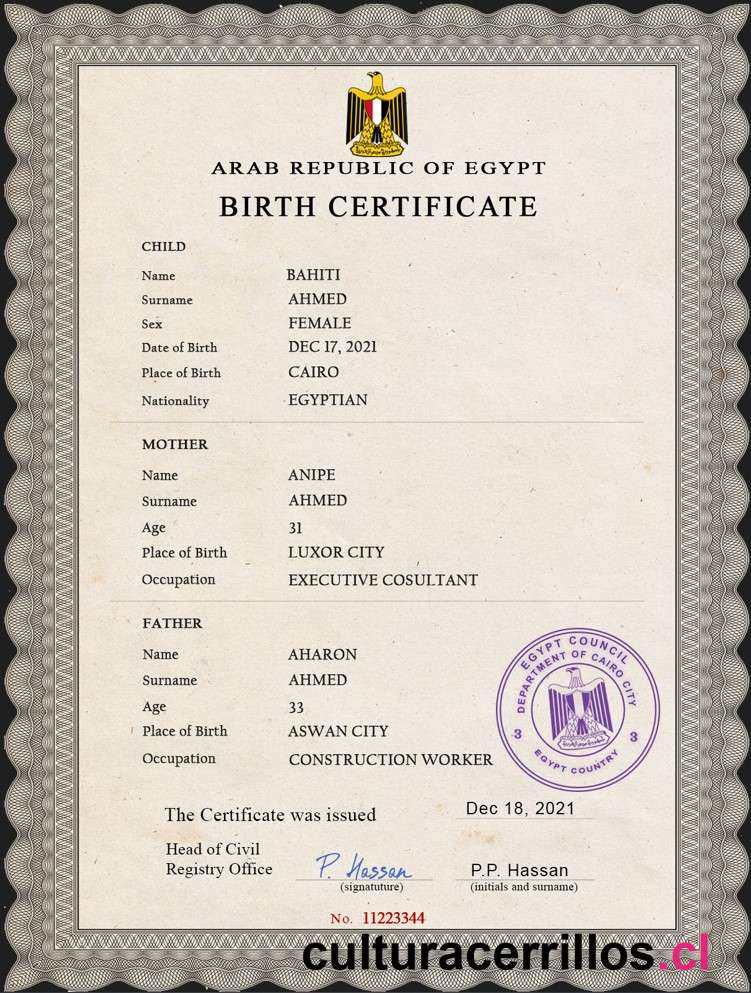 ARAB REPUBLIC OF EGYPT
BIRTH CERTIFICATE
CHILD
Name BAHITI
Surname AHMED
Sex FEMALE
Date of Birth DEC 17, 2021
Place of Birth CAIRO
Nationality EGYPTIAN
MOTHER
Name ANIPE
Surname AHMED
Age 31
Place of Birth LUXOR CITY
Occupation EXECUTIVE COSULTANT
FATHER
Name AHARON
Surname AHMED
Age 33
Place of Birth ASWAN CITY
Occupation CONSTRUCTION WORKER
EGYPT COUNCIL
DEPARTMENT OF CAIRO CITY
3 3
EGYPT COUNTRY
The Certificate was issued Dec 18, 2021
Head of Civil
Registry Office P. Hassan P.P. Hassan
(signatuture) (initials and surname)
No. 11223344
culturacerrillos.cl